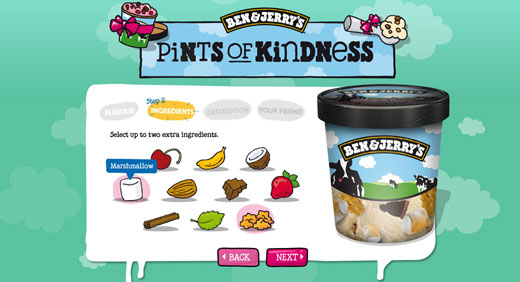 BEN & JERRY'S
PiNTS OF KiNDNESS
Step 2
FLAVOUR
INGREDIENTS
DESCRIPTION
YOUR FRIEND
Select up to two extra ingredients.
Marshmallow
BEN & JERRY'S
BACK
NEXT